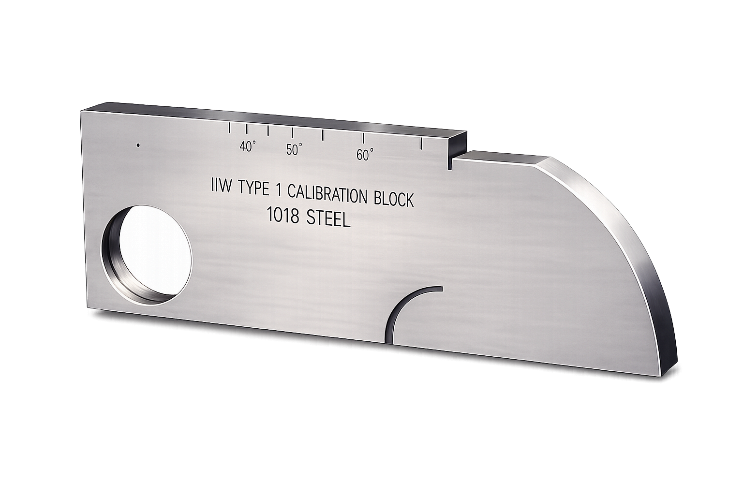 40° 50° 60°
IIW TYPE 1 CALIBRATION BLOCK
1018 STEEL